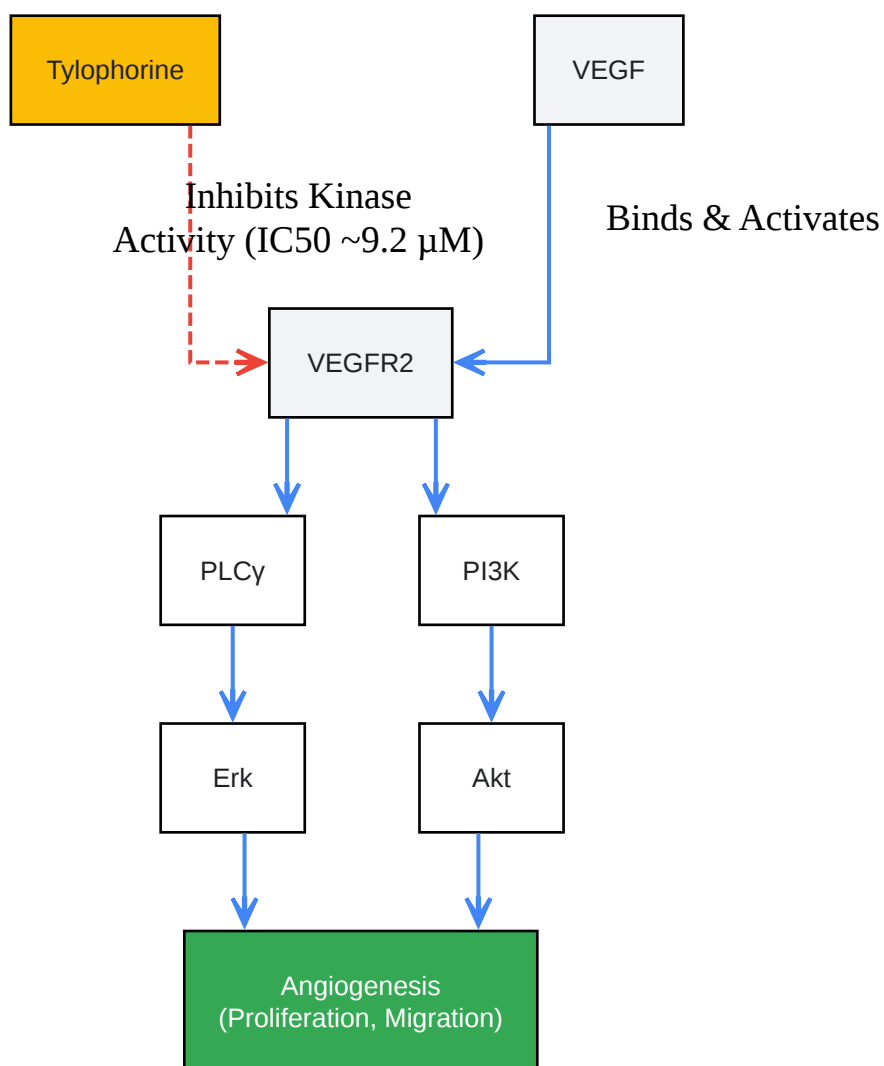 Tylophorine
VEGF
Inhibits Kinase
Activity (IC50 ~9.2 µM)
Binds & Activates
VEGFR2
PLCγ
PI3K
Erk
Akt
Angiogenesis
(Proliferation, Migration)